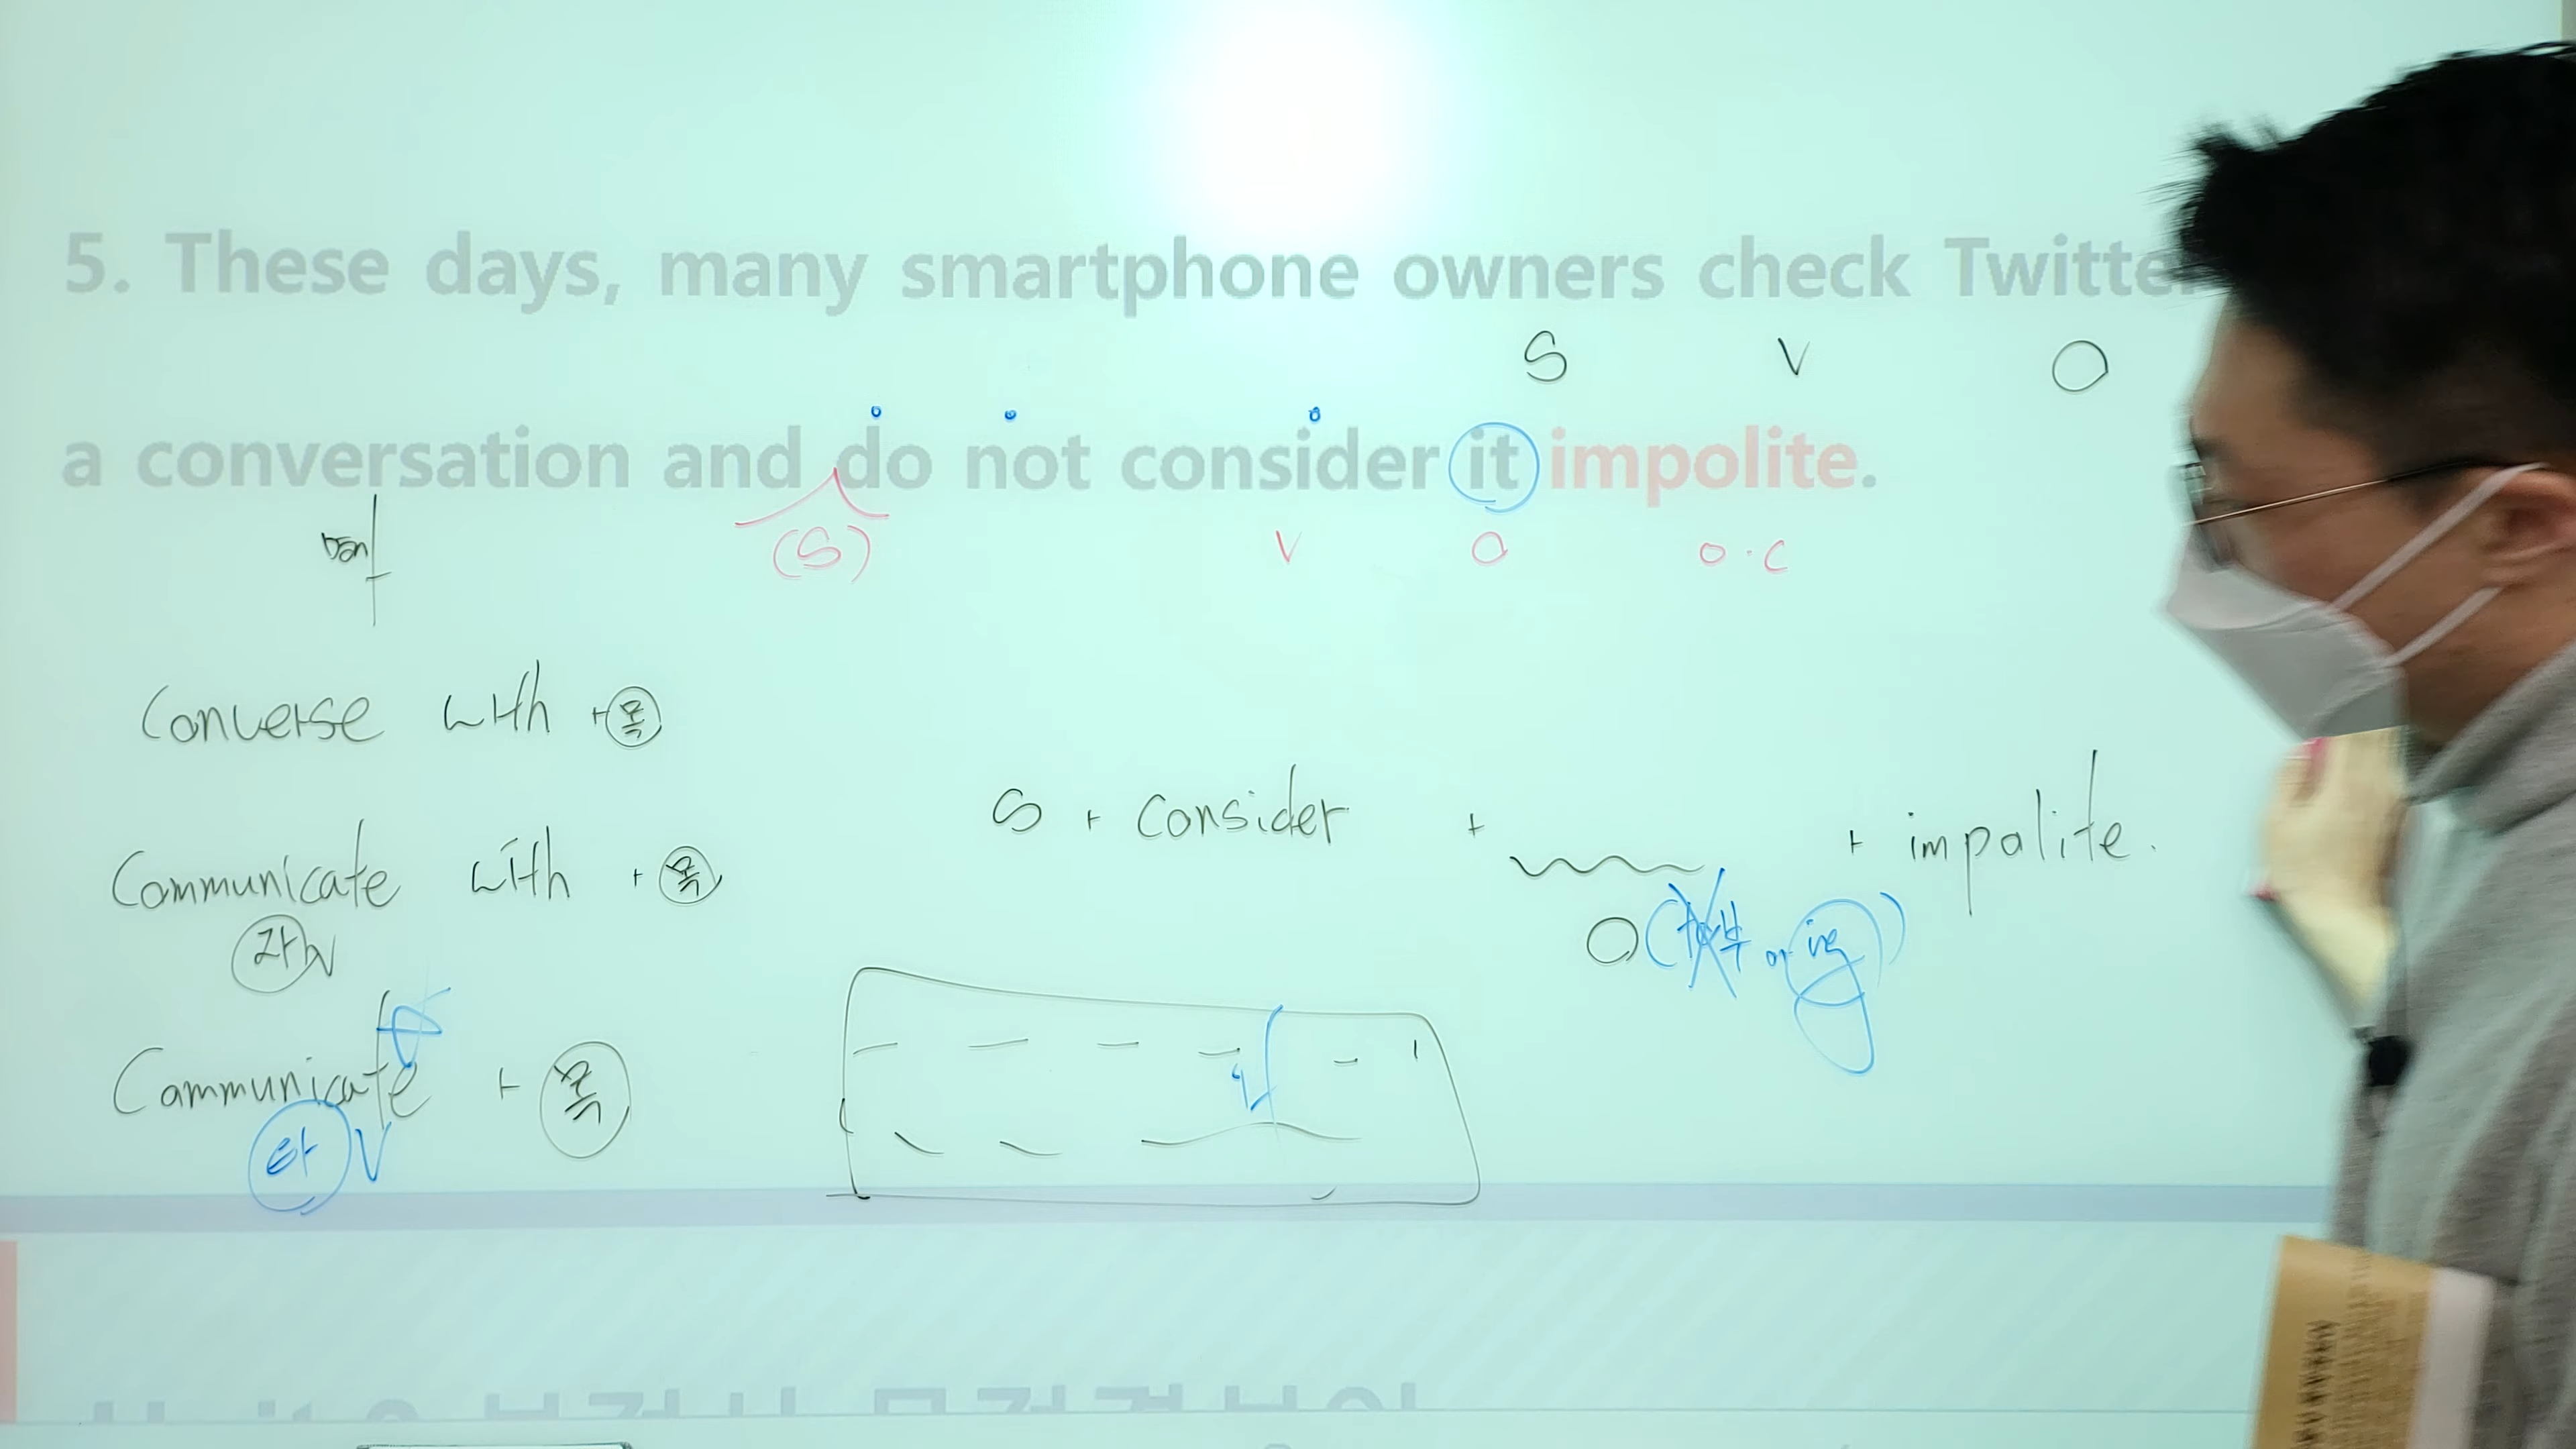 5. These days, many smartphone owners check Twitter
S V O
a conversation and do not consider it impolite.
(S) V O O·C
Converse with +목
S + Consider + + impolite.
Communicate with + 목
자V
O( or ing)
Communicate + 목
타V